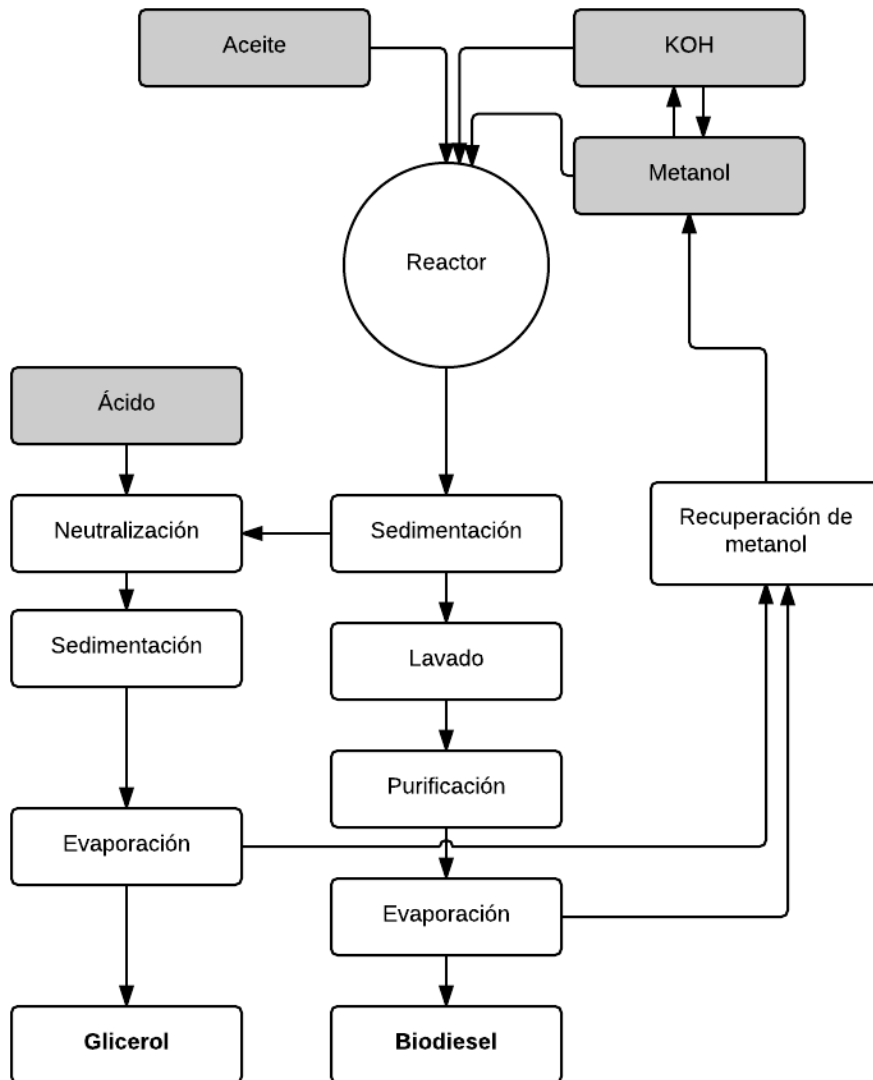 Aceite
KOH
Metanol
Reactor
Ácido
Neutralización
Sedimentación
Recuperación de
metanol
Sedimentación
Lavado
Purificación
Evaporación
Evaporación
Glicerol
Biodiesel